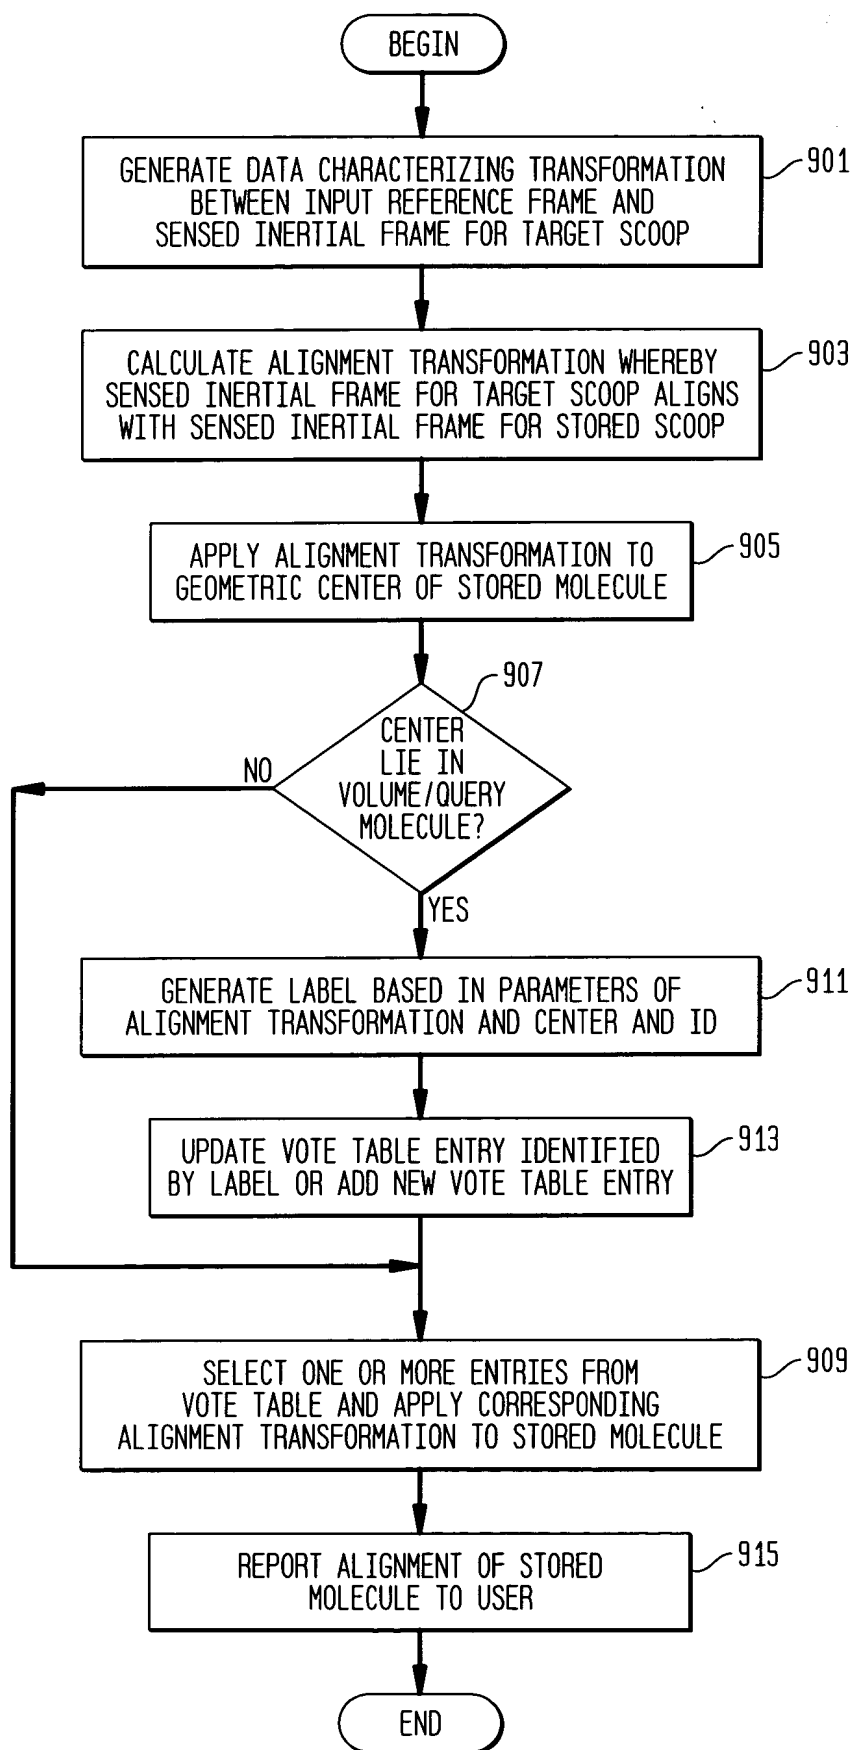 BEGIN
GENERATE DATA CHARACTERIZING TRANSFORMATION
BETWEEN INPUT REFERENCE FRAME AND
SENSED INERTIAL FRAME FOR TARGET SCOOP
901
CALCULATE ALIGNMENT TRANSFORMATION WHEREBY
SENSED INERTIAL FRAME FOR TARGET SCOOP ALIGNS
WITH SENSED INERTIAL FRAME FOR STORED SCOOP
903
APPLY ALIGNMENT TRANSFORMATION TO
GEOMETRIC CENTER OF STORED MOLECULE
905
907
CENTER
LIE IN
VOLUME/QUERY
MOLECULE?
NO
YES
GENERATE LABEL BASED IN PARAMETERS OF
ALIGNMENT TRANSFORMATION AND CENTER AND ID
911
UPDATE VOTE TABLE ENTRY IDENTIFIED
BY LABEL OR ADD NEW VOTE TABLE ENTRY
913
SELECT ONE OR MORE ENTRIES FROM
VOTE TABLE AND APPLY CORRESPONDING
ALIGNMENT TRANSFORMATION TO STORED MOLECULE
909
REPORT ALIGNMENT OF STORED
MOLECULE TO USER
915
END